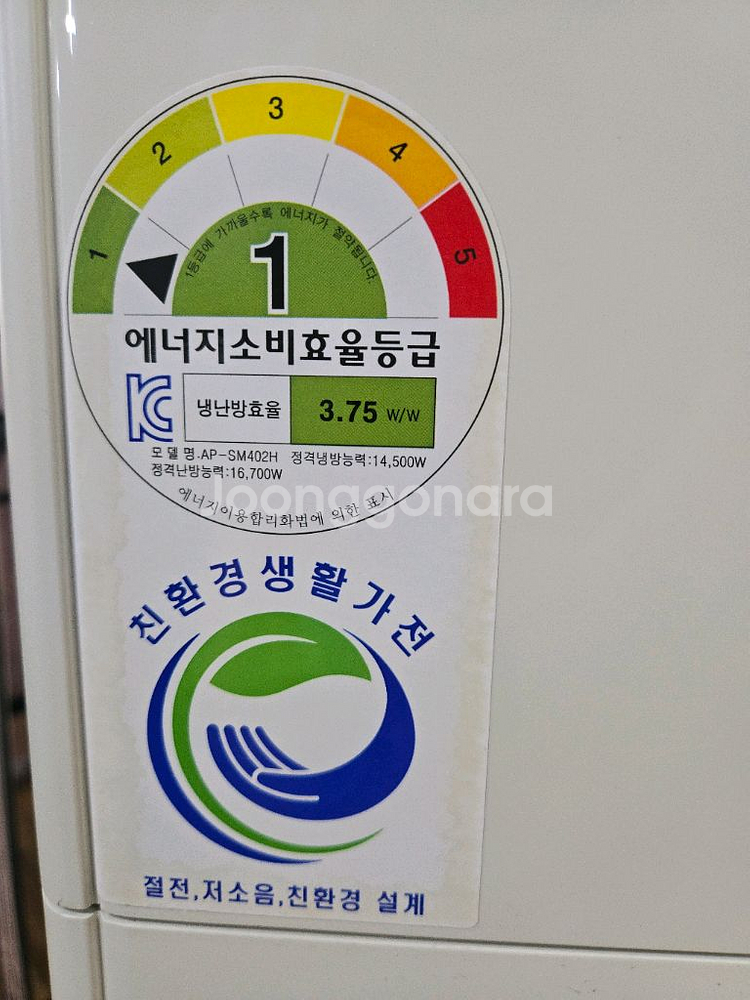 1 2 3 4 5
1등급에 가까울수록 에너지가 절약됩니다.
1
에너지소비효율등급
냉난방효율 3.75 W/W
모 델 명.AP-SM402H 정격냉방능력:14,500W
정격난방능력:16,700W
에너지이용합리화법에 의한 표시
Joonggonara
친환경생활가전
절전,저소음,친환경 설계